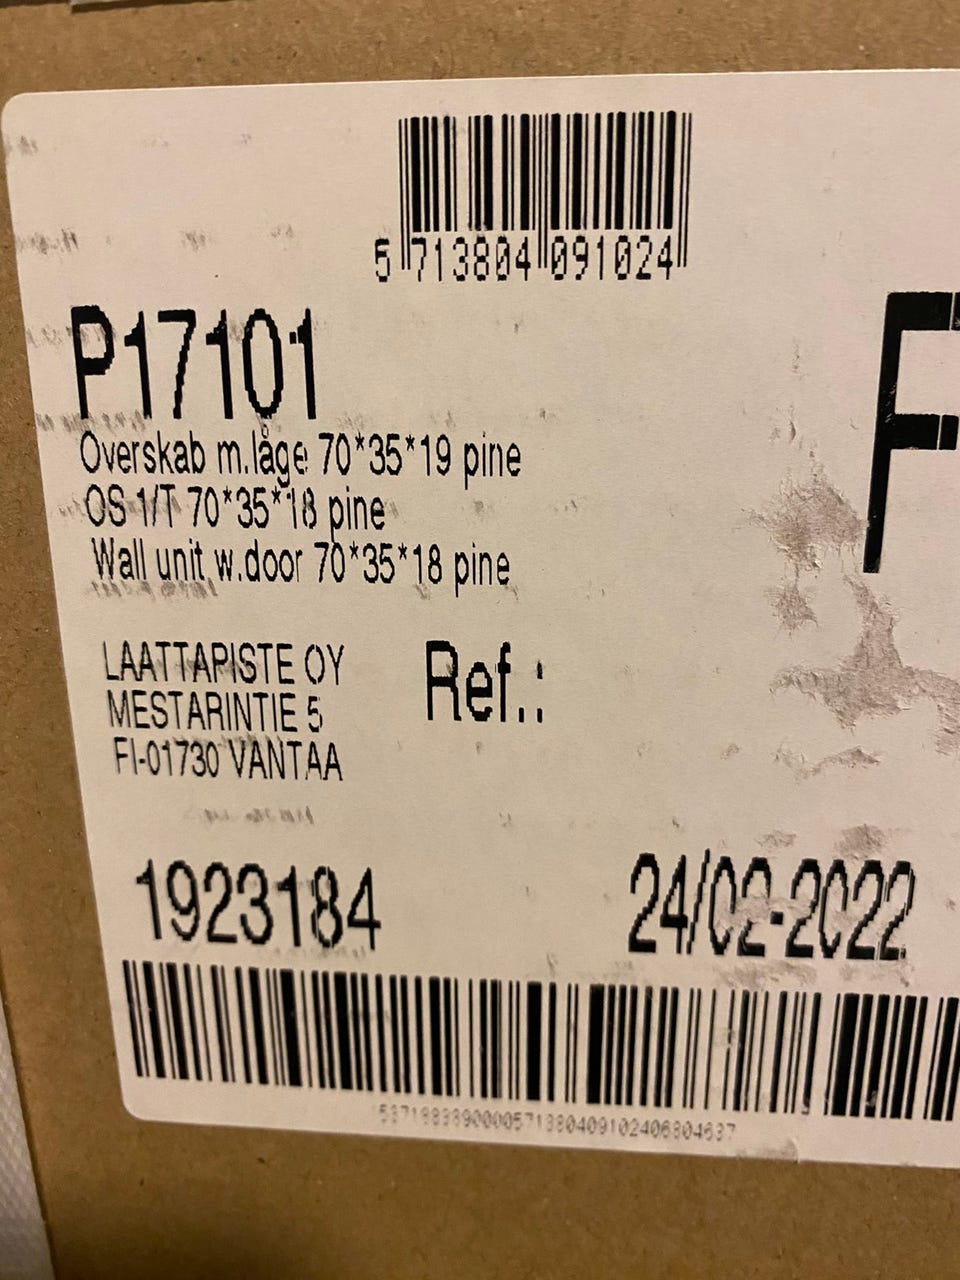 5 713804 091024
P17101
F
Overskab m.låge 70*35*19 pine
OS 1/T 70*35*18 pine
Wall unit w.door 70*35*18 pine
LAATTAPISTE OY
MESTARINTIE 5
FI-01730 VANTAA
Ref.:
1923184
24/02-2022